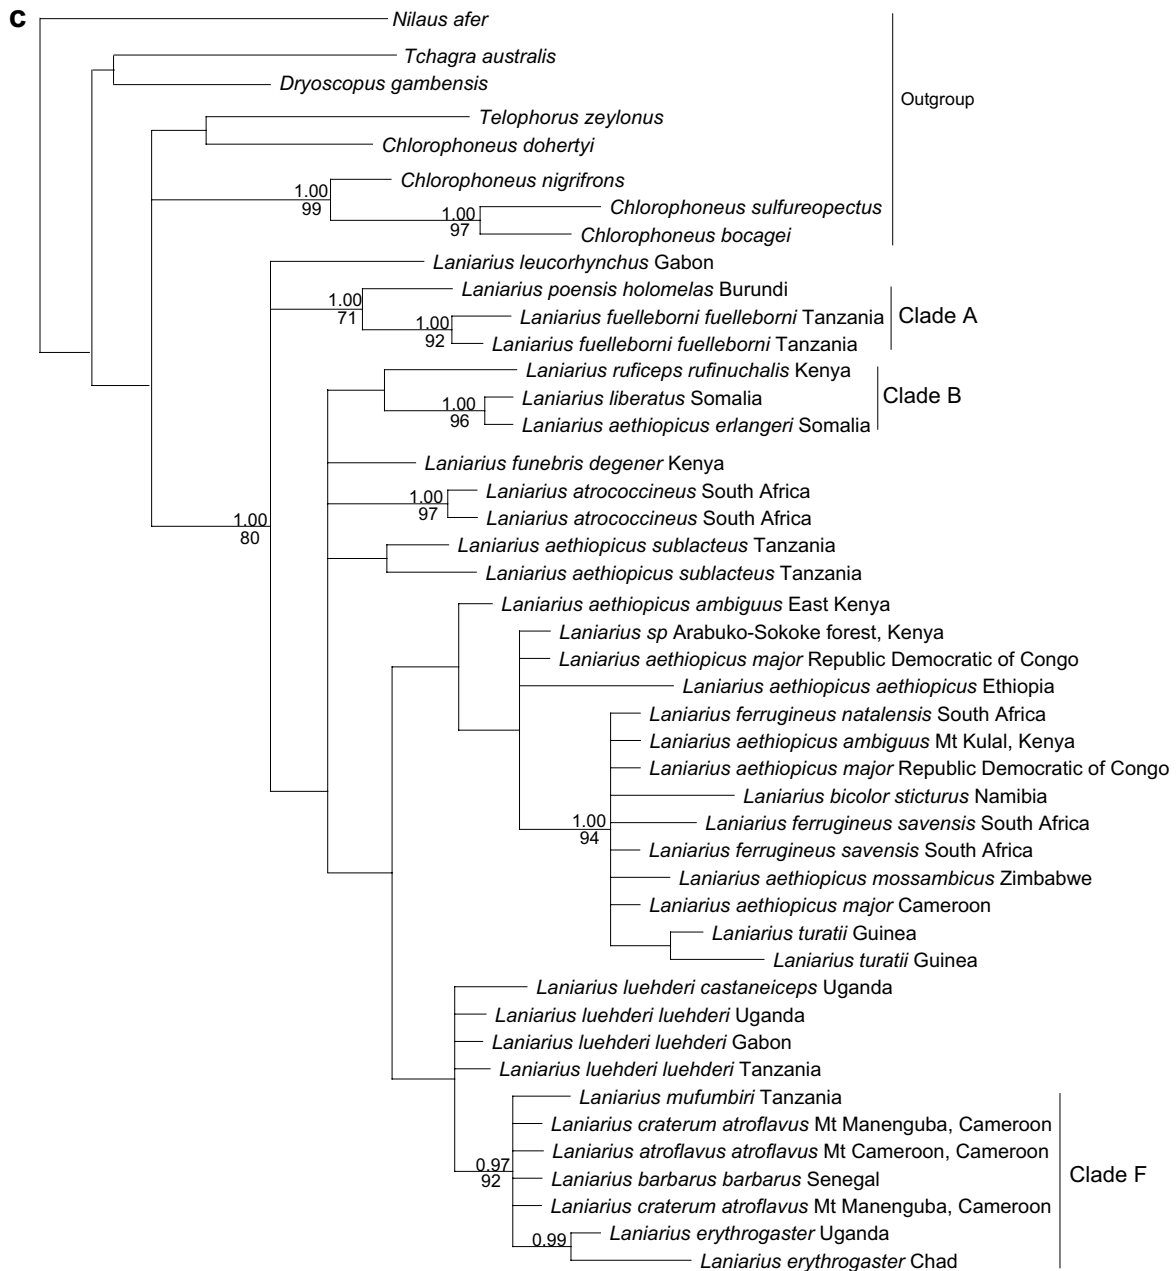 c
Nilaus afer
Tchagra australis
Dryoscopus gambensis
Outgroup
Telophorus zeylonus
Chlorophoneus dohertyi
Chlorophoneus nigrifrons
1.00
99
Chlorophoneus sulfureopectus
1.00
97
Chlorophoneus bocagei
Laniarius leucorhynchus Gabon
Laniarius poensis holomelas Burundi
1.00
71
Laniarius fuelleborni fuelleborni Tanzania
Clade A
1.00
92
Laniarius fuelleborni fuelleborni Tanzania
Laniarius ruficeps rufinuchalis Kenya
Clade B
Laniarius liberatus Somalia
1.00
96
Laniarius aethiopicus erlangeri Somalia
Laniarius funebris degener Kenya
Laniarius atrococcineus South Africa
1.00
97
Laniarius atrococcineus South Africa
1.00
80
Laniarius aethiopicus sublacteus Tanzania
Laniarius aethiopicus sublacteus Tanzania
Laniarius aethiopicus ambiguus East Kenya
Laniarius sp Arabuko-Sokoke forest, Kenya
Laniarius aethiopicus major Republic Democratic of Congo
Laniarius aethiopicus aethiopicus Ethiopia
Laniarius ferrugineus natalensis South Africa
Laniarius aethiopicus ambiguus Mt Kulal, Kenya
Laniarius aethiopicus major Republic Democratic of Congo
Laniarius bicolor sticturus Namibia
1.00
94
Laniarius ferrugineus savensis South Africa
Laniarius ferrugineus savensis South Africa
Laniarius aethiopicus mossambicus Zimbabwe
Laniarius aethiopicus major Cameroon
Laniarius turatii Guinea
Laniarius turatii Guinea
Laniarius luehderi castaneiceps Uganda
Laniarius luehderi luehderi Uganda
Laniarius luehderi luehderi Gabon
Laniarius luehderi luehderi Tanzania
Laniarius mufumbiri Tanzania
Laniarius craterum atroflavus Mt Manenguba, Cameroon
Laniarius atroflavus atroflavus Mt Cameroon, Cameroon
0.97
92
Laniarius barbarus barbarus Senegal
Clade F
Laniarius craterum atroflavus Mt Manenguba, Cameroon
Laniarius erythrogaster Uganda
0.99
Laniarius erythrogaster Chad